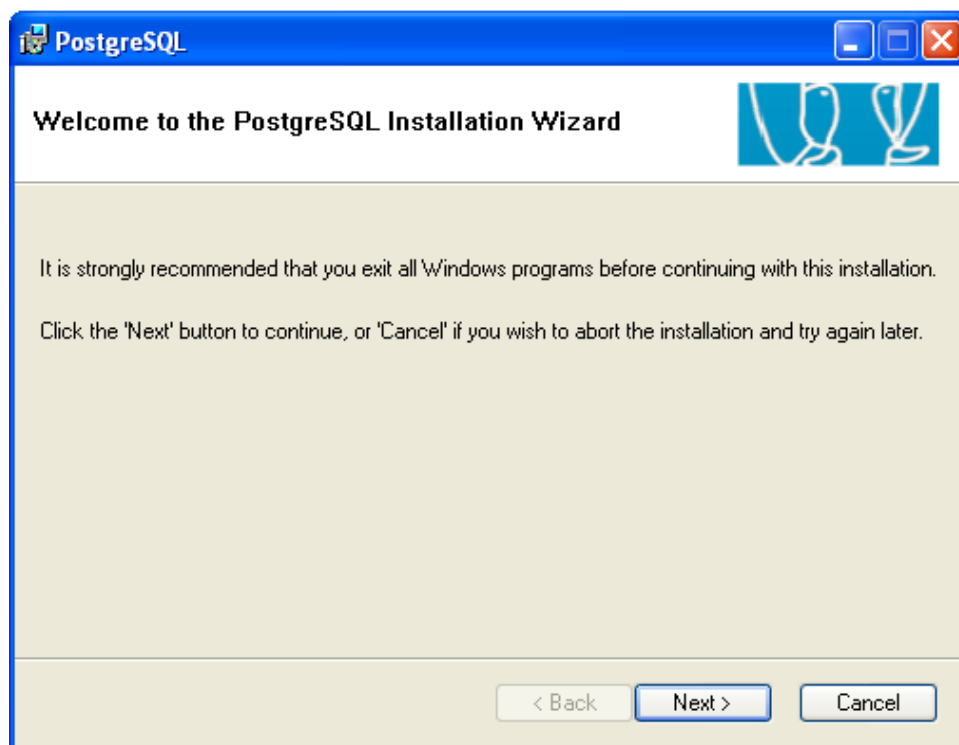 PostgreSQL
Welcome to the PostgreSQL Installation Wizard
It is strongly recommended that you exit all Windows programs before continuing with this installation.
Click the 'Next' button to continue, or 'Cancel' if you wish to abort the installation and try again later.
< Back
Next >
Cancel